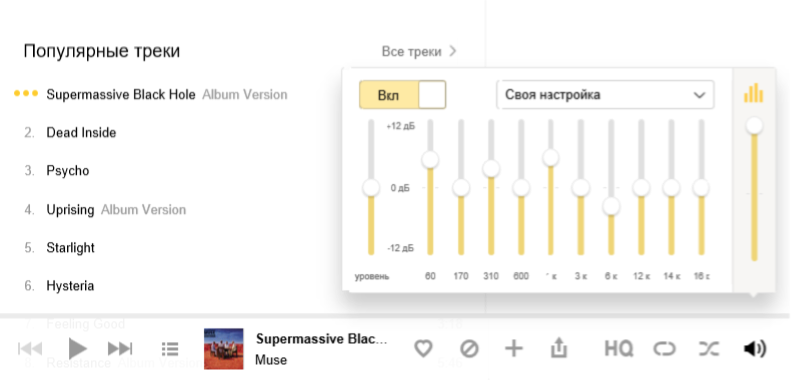 Популярные треки
Все треки
Supermassive Black Hole Album Version
2. Dead Inside
3. Psycho
4. Uprising Album Version
5. Starlight
6. Hysteria
7. Feeling Good
8. Resistance Album Version
Вкл
Своя настройка
+12 дБ
0 дБ
-12 дБ
уровень 60 170 310 600 к 3 к 6 к 12 к 14 к 16 к
Supermassive Blac...
Muse
HQ